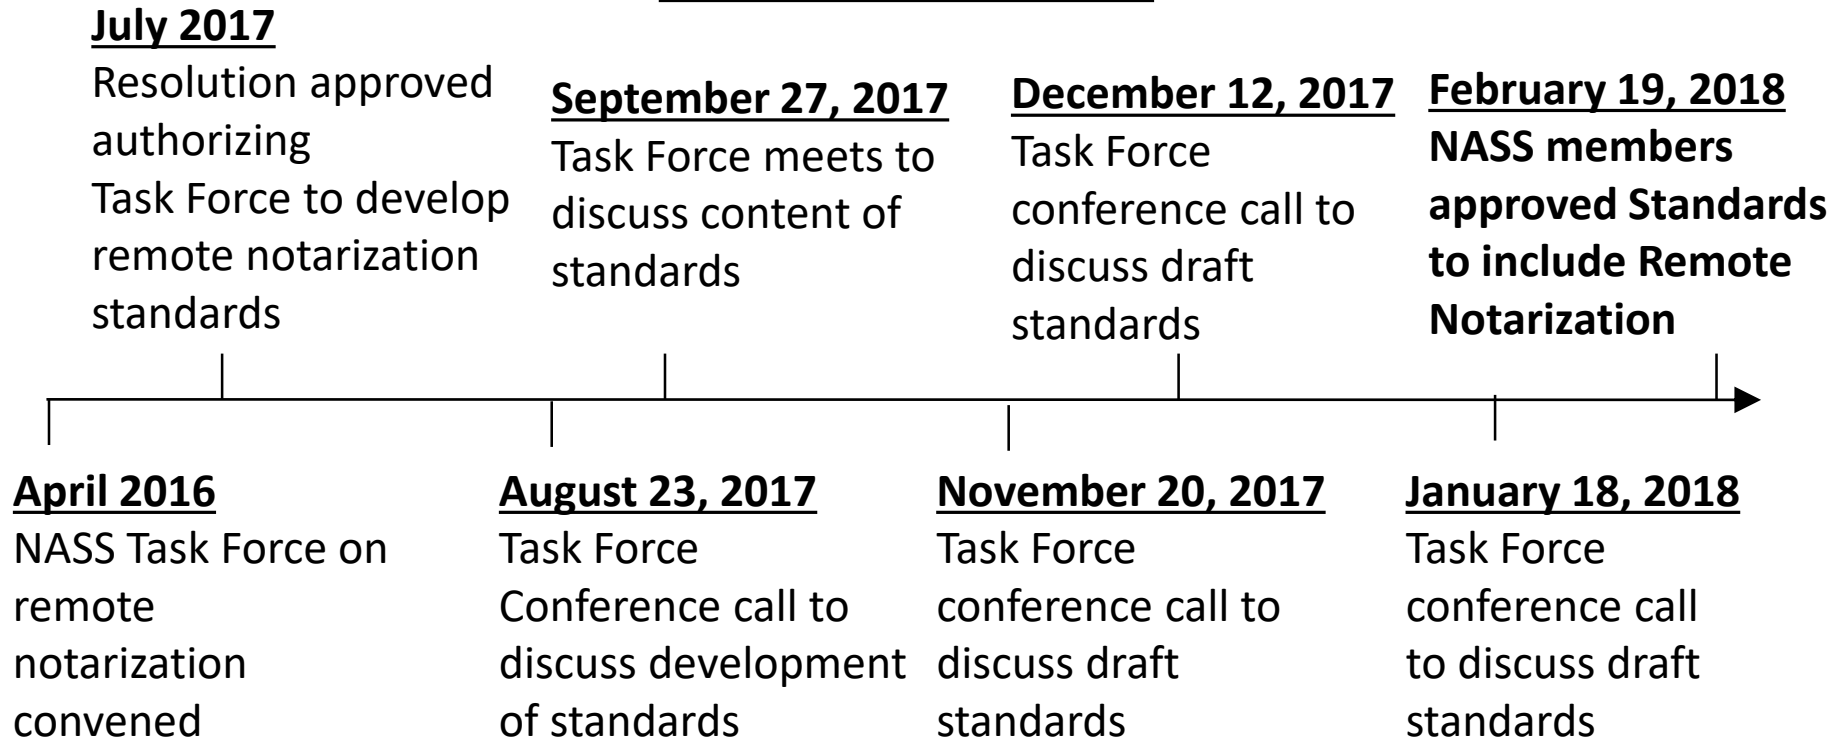 July 2017
Resolution approved
authorizing
Task Force to develop
remote notarization
standards
September 27, 2017
Task Force meets to
discuss content of
standards
December 12, 2017
Task Force
conference call to
discuss draft
standards
February 19, 2018
NASS members
approved Standards
to include Remote
Notarization
April 2016
NASS Task Force on
remote
notarization
convened
August 23, 2017
Task Force
Conference call to
discuss development
of standards
November 20, 2017
Task Force
conference call to
discuss draft
standards
January 18, 2018
Task Force
conference call
to discuss draft
standards